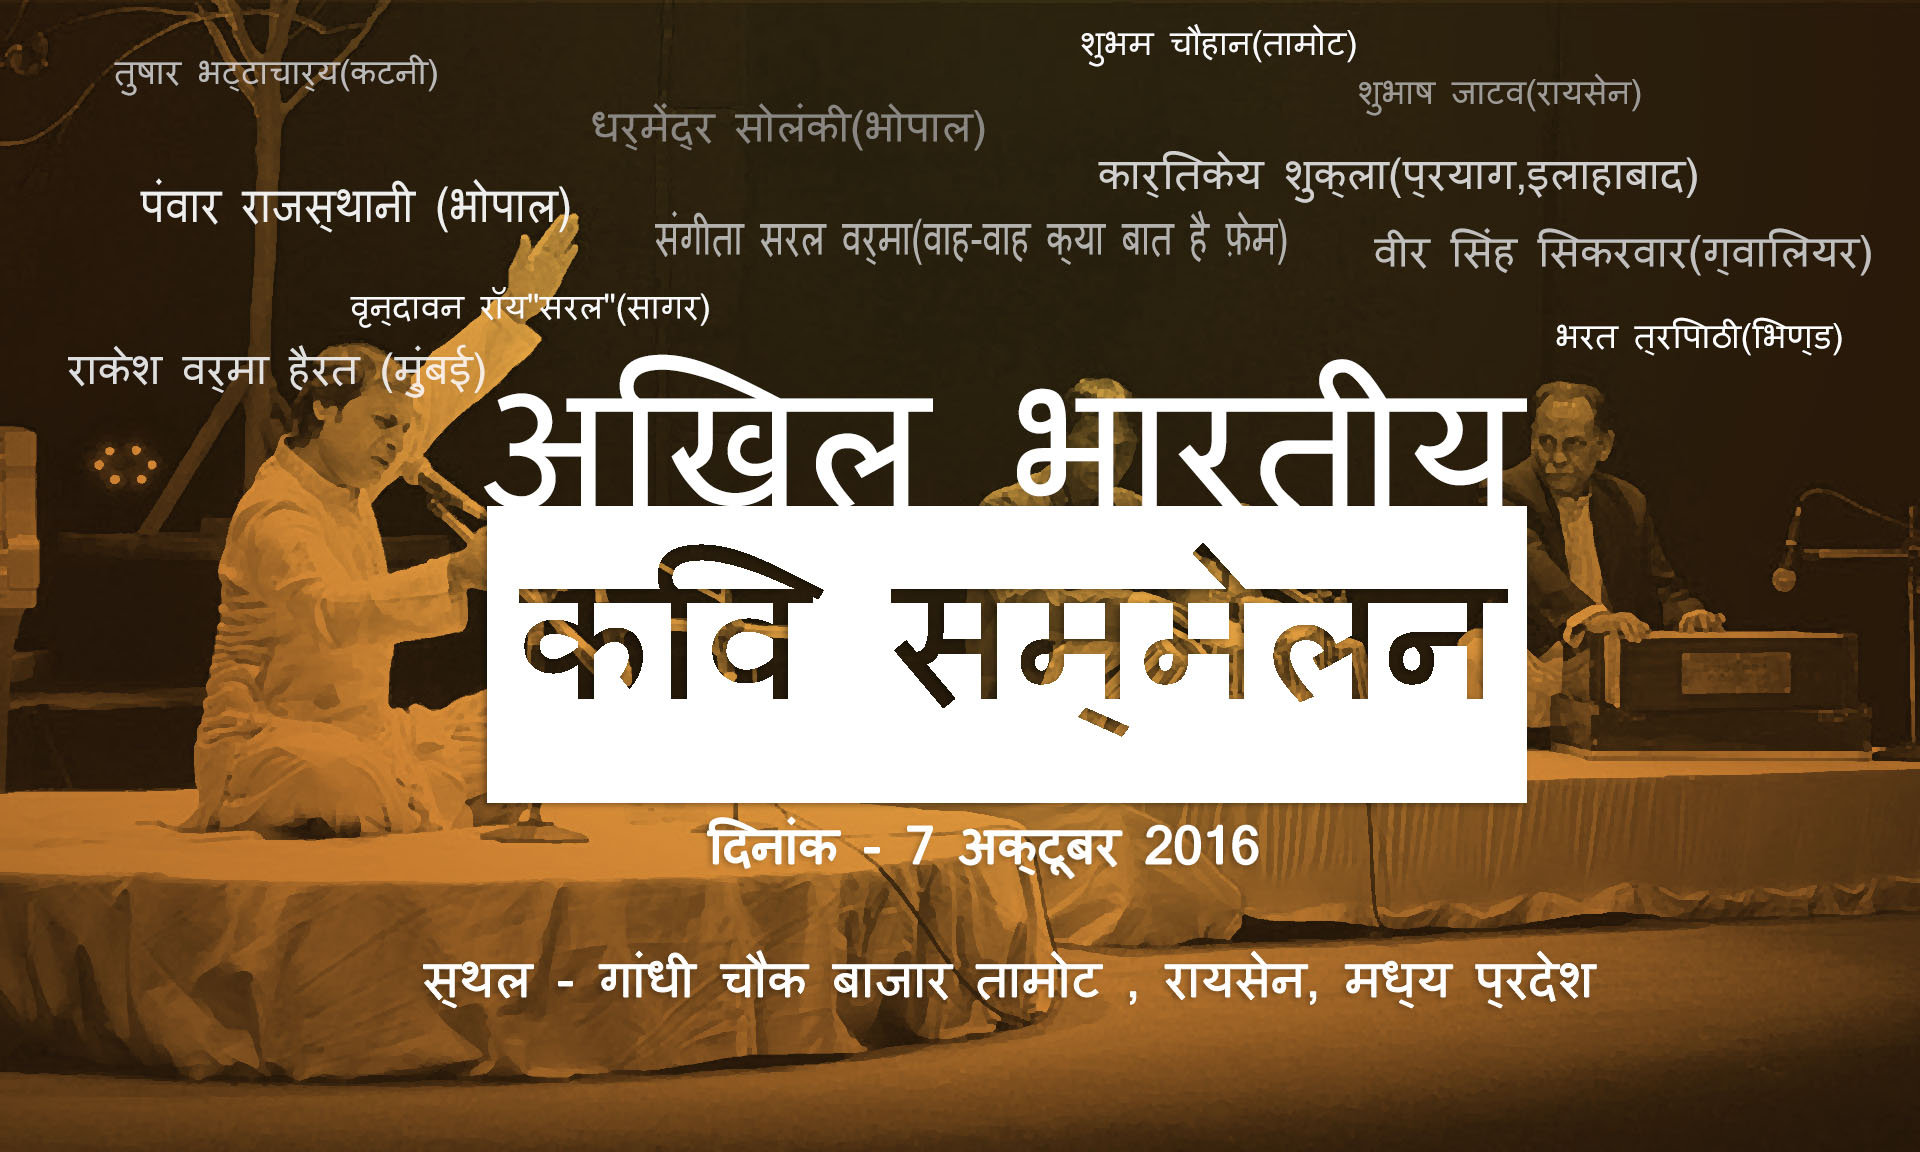 शुभम चौहान(तामोट)
तुषार भट्टाचार्य(कटनी)
शुभाष जाटव(रायसेन)
धर्मेंद्र सोलंकी(भोपाल)
कार्तिकेय शुक्ला(प्रयाग,इलाहाबाद)
पंवार राजस्थानी (भोपाल)
संगीता सरल वर्मा(वाह-वाह क्या बात है फ़ेम)
वीर सिंह सिकरवार(ग्वालियर)
वृन्दावन रॉय"सरल"(सागर)
भरत त्रिपाठी(भिण्ड)
राकेश वर्मा हैरत (मुंबई)
अखिल भारतीय
कवि सम्मेलन
दिनांक - 7 अक्टूबर 2016
स्थल - गांधी चौक बाजार तामोट , रायसेन, मध्य प्रदेश